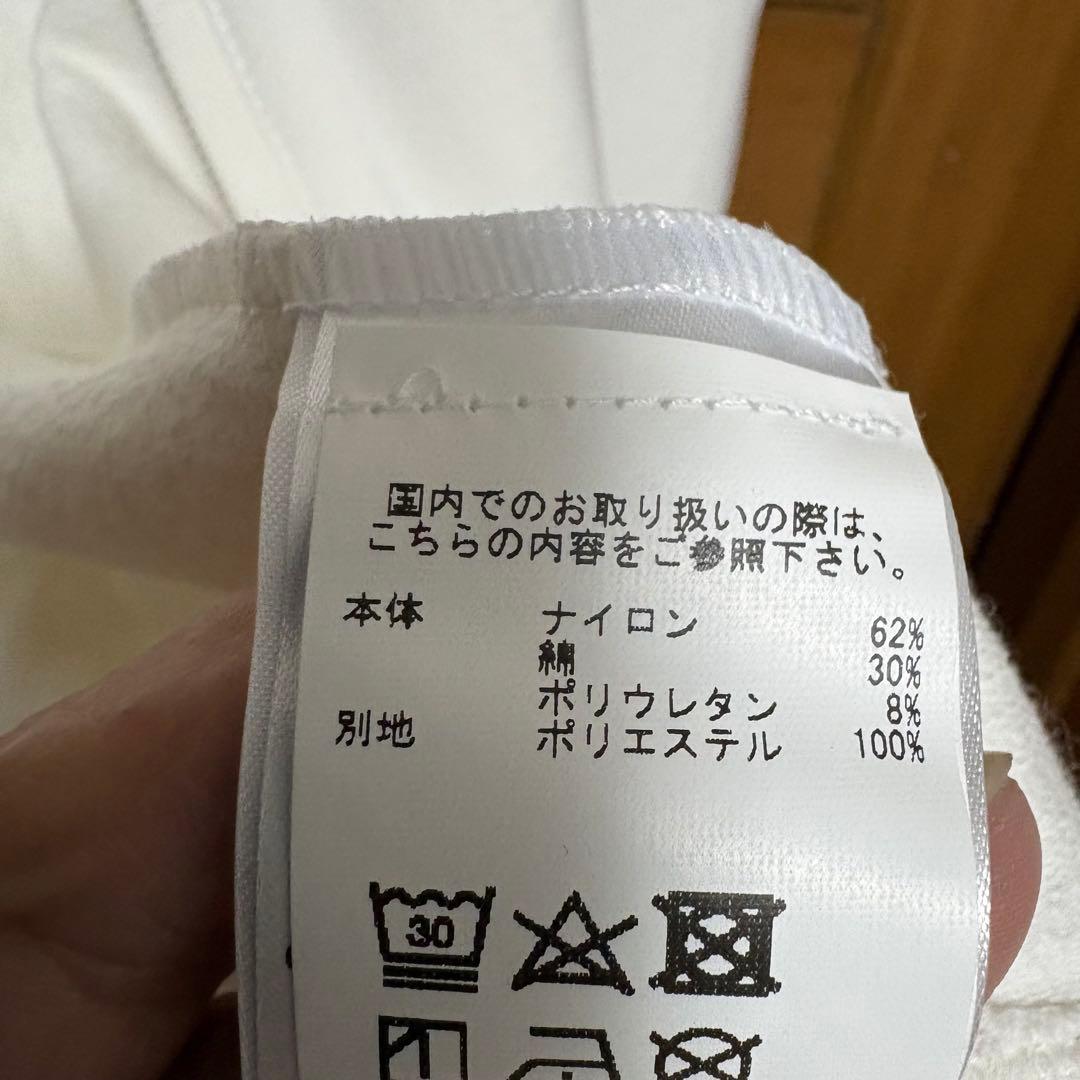 国内でのお取り扱いの際は、
こちらの内容をご参照下さい。
本体 ナイロン 62%
綿 30%
ポリウレタン 8%
別地 ポリエステル 100%
30